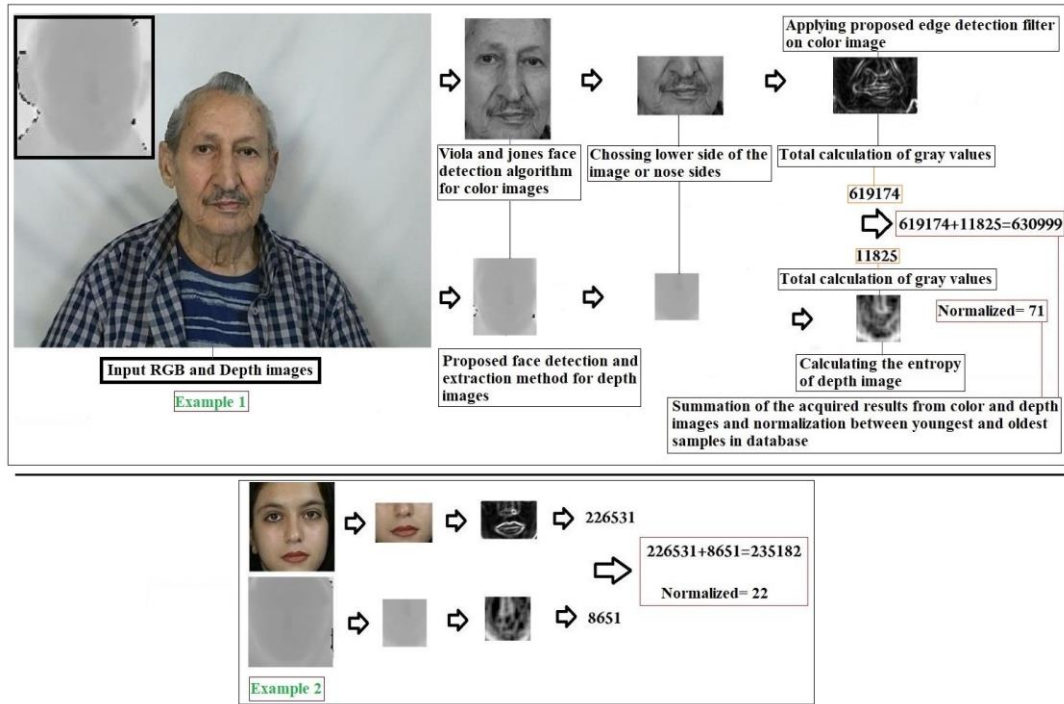 Applying proposed edge detection filter
on color image
Viola and jones face
detection algorithm
for color images
Chossing lower side of the
image or nose sides
Total calculation of gray values
619174
619174+11825=630999
11825
Total calculation of gray values
Normalized= 71
Input RGB and Depth images
Example 1
Proposed face detection and
extraction method for depth
images
Calculating the entropy
of depth image
Summation of the acquired results from color and depth
images and normalization between youngest and oldest
samples in database
226531
226531+8651=235182
Normalized= 22
8651
Example 2